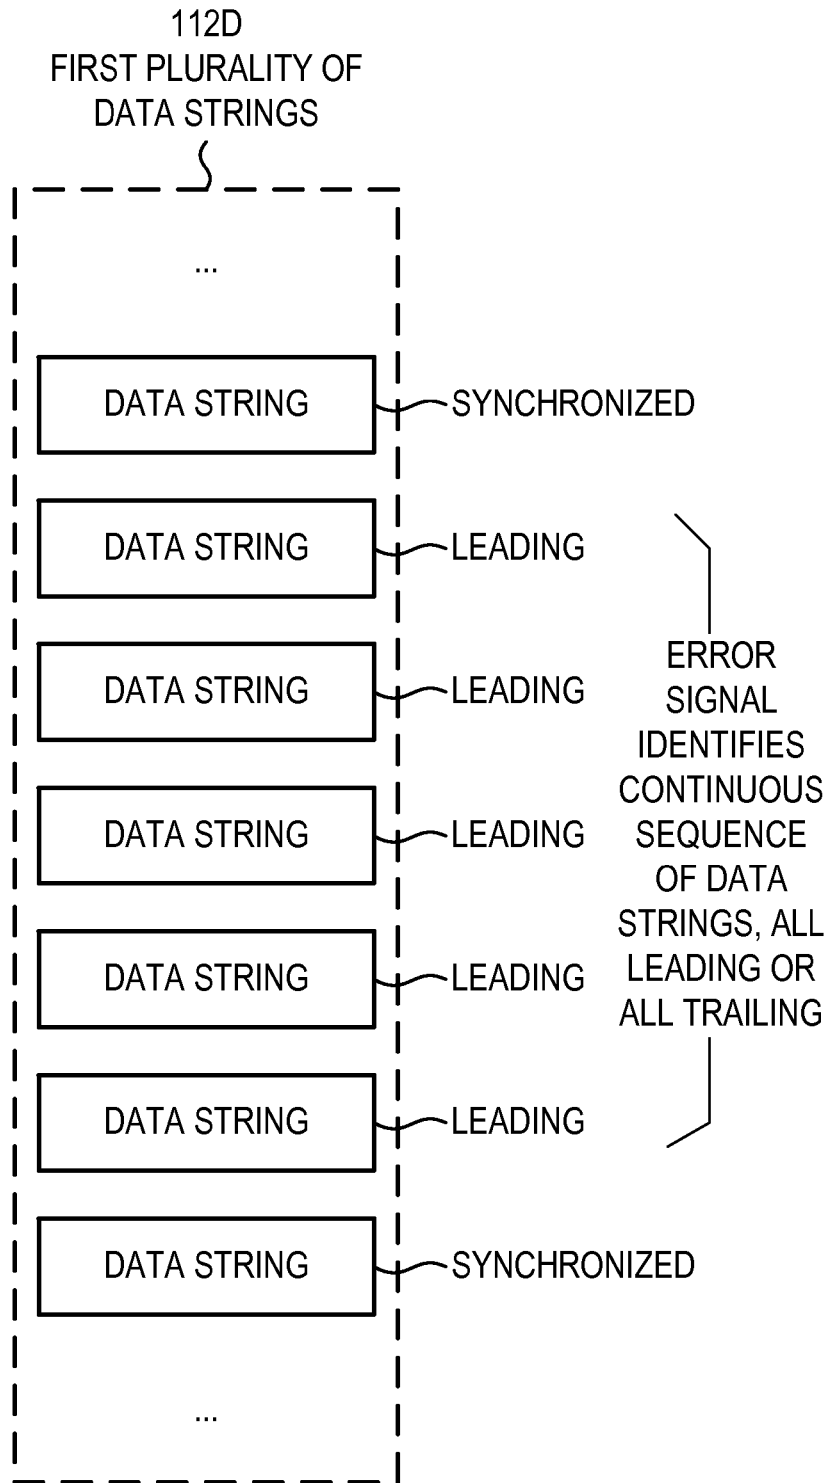 112D
FIRST PLURALITY OF
DATA STRINGS
...
DATA STRING
SYNCHRONIZED
DATA STRING
LEADING
DATA STRING
LEADING
DATA STRING
LEADING
DATA STRING
LEADING
DATA STRING
LEADING
DATA STRING
SYNCHRONIZED
...
ERROR
SIGNAL
IDENTIFIES
CONTINUOUS
SEQUENCE
OF DATA
STRINGS, ALL
LEADING OR
ALL TRAILING